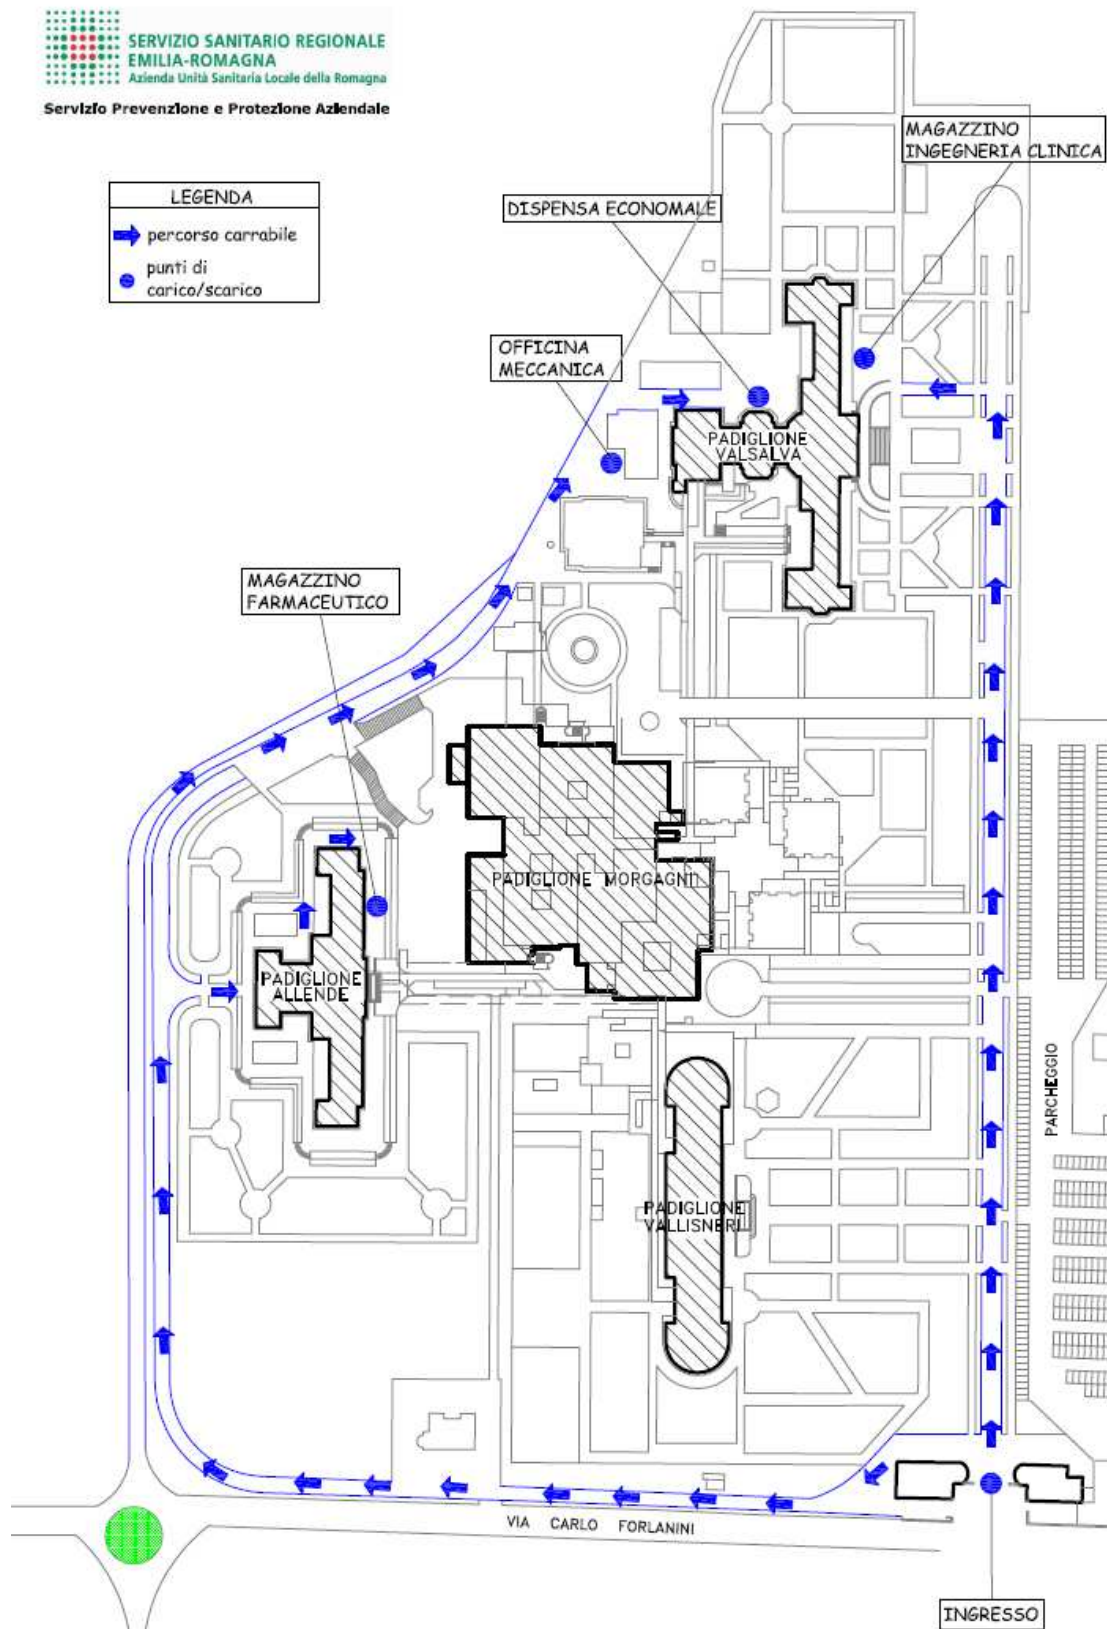 SERVIZIO SANITARIO REGIONALE
EMILIA-ROMAGNA
Azienda Unità Sanitaria Locale della Romagna
Servizio Prevenzione e Protezione Aziendale
MAGAZZINO
INGEGNERIA CLINICA
LEGENDA
percorso carrabile
punti di
carico/scarico
DISPENSA ECONOMALE
OFFICINA
MECCANICA
PADIGLIONE
VALSALVA
MAGAZZINO
FARMACEUTICO
PADIGLIONE MORGAGNI
PADIGLIONE
ALLENDE
PARCHEGGIO
PADIGLIONE
VALLISNERI
VIA CARLO FORLANINI
INGRESSO